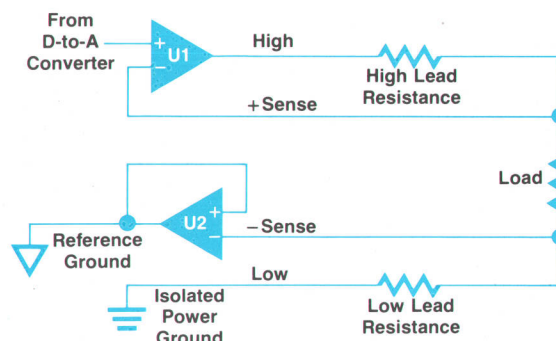 From
D-to-A
Converter
+
−
U1
High
High Lead
Resistance
+Sense
Load
U2
+
−
−Sense
Reference
Ground
Low
Isolated
Power
Ground
Low Lead
Resistance